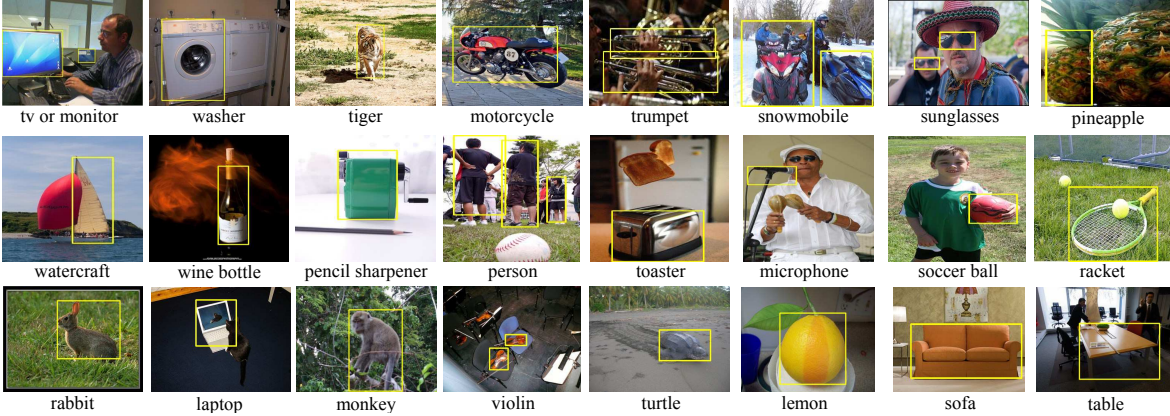 tv or monitor
washer
tiger
motorcycle
trumpet
snowmobile
sunglasses
pineapple
watercraft
wine bottle
pencil sharpener
person
toaster
microphone
soccer ball
racket
rabbit
laptop
monkey
violin
turtle
lemon
sofa
table